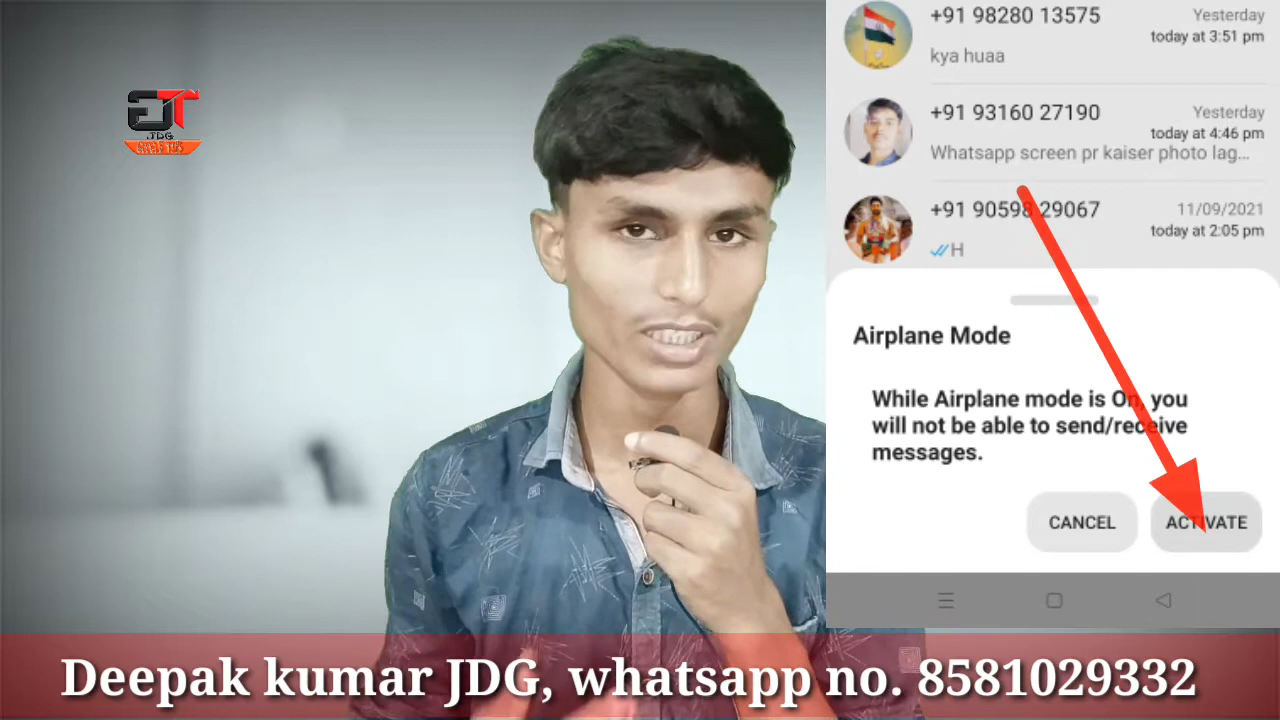 GT
JDG
GOOGLE TIPS
+91 98280 13575
Yesterday
today at 3:51 pm
kya huaa
+91 93160 27190
Yesterday
today at 4:46 pm
Whatsapp screen pr kaiser photo lag...
+91 90598 29067
11/09/2021
today at 2:05 pm
H
Airplane Mode
While Airplane mode is On, you
will not be able to send/receive
messages.
CANCEL
ACTIVATE
Deepak kumar JDG, whatsapp no. 8581029332